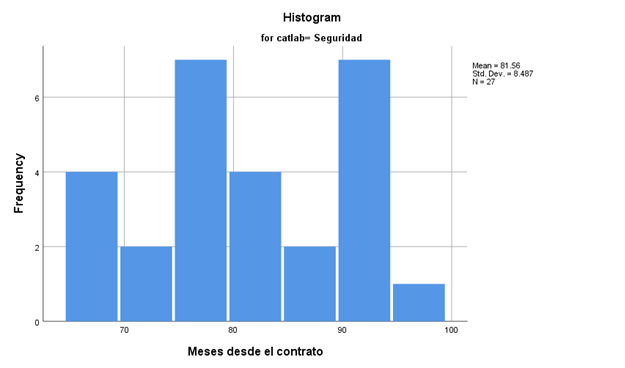 Histogram
for catlab= Seguridad
Mean = 81.56
Std. Dev. = 8.487
N = 27
Frequency
6
4
2
0
70 80 90 100
Meses desde el contrato